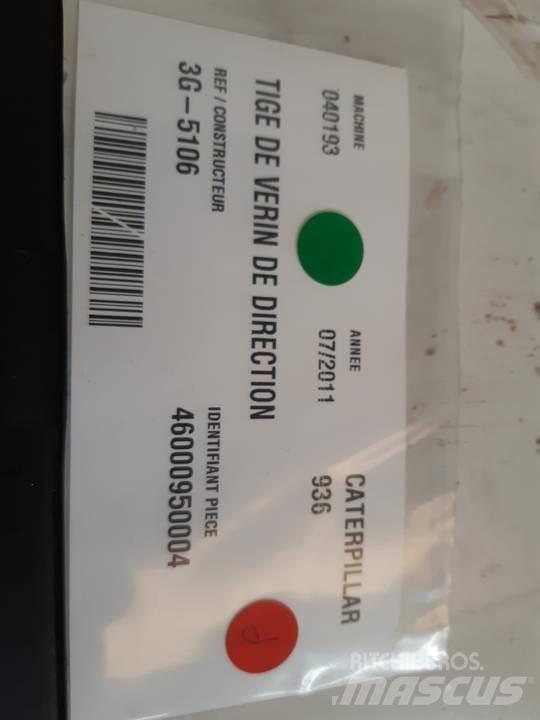 MACHINE
040193
ANNEE
07/2011
CATERPILLAR
936
TIGE DE VERIN DE DIRECTION
REF / CONSTRUCTEUR
3G-5106
IDENTIFIANT PIECE
46000950004
RITCHIE BROS.
MASCUS